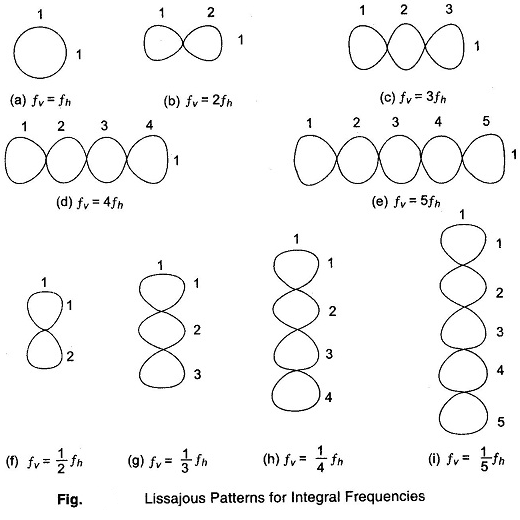 1
1
(a) fv = fh
1 2
1
(b) fv = 2fh
1 2 3
1
(c) fv = 3fh
1 2 3 4
1
(d) fv = 4fh
1 2 3 4 5
1
(e) fv = 5fh
1
1
2
(f) fv = 1/2 fh
1
1
2
3
(g) fv = 1/3 fh
1
1
2
3
4
(h) fv = 1/4 fh
1
1
2
3
4
5
(i) fv = 1/5 fh
Fig. Lissajous Patterns for Integral Frequencies